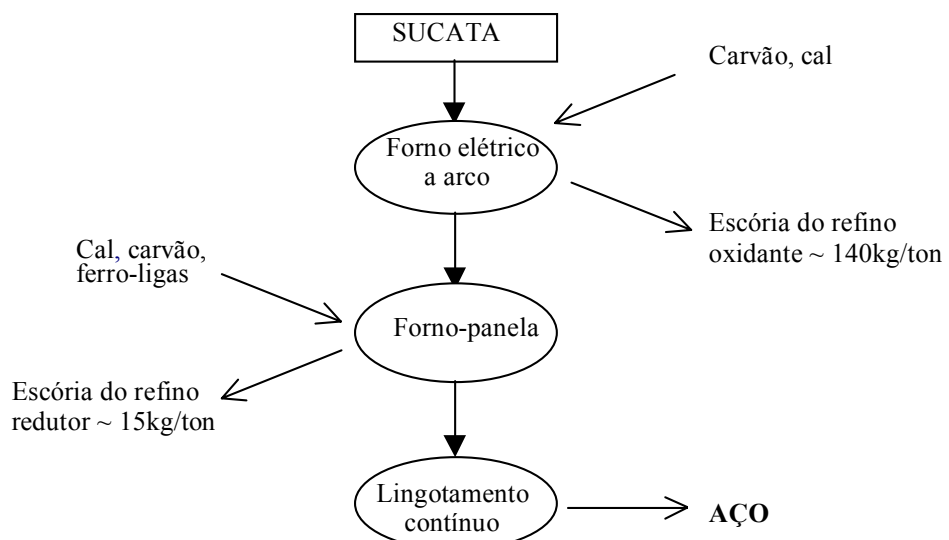 SUCATA
Carvão, cal
Forno elétrico
a arco
Escória do refino
oxidante ~ 140kg/ton
Cal, carvão,
ferro-ligas
Forno-panela
Escória do refino
redutor ~ 15kg/ton
Lingotamento
contínuo
AÇO